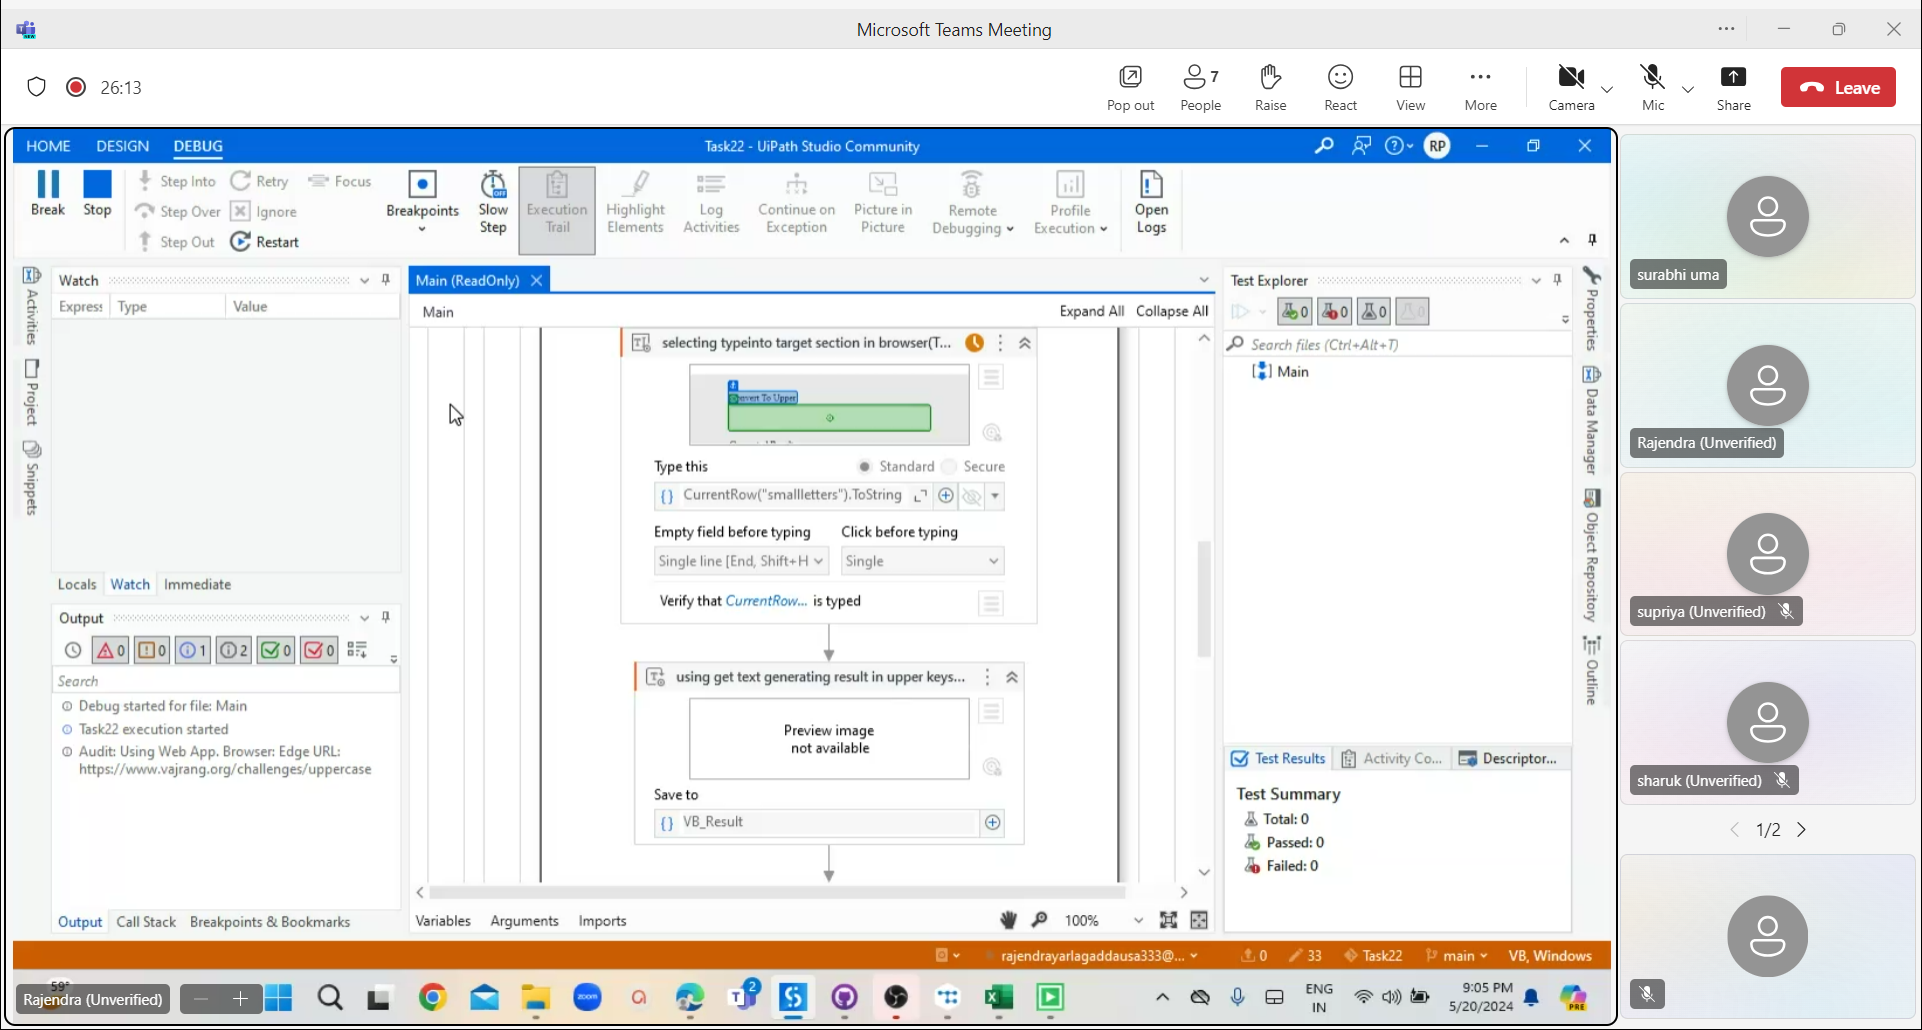 Microsoft Teams Meeting
26:13
Pop out
People 7
Raise
React
View
More
Camera
Mic
Share
Leave
HOME DESIGN DEBUG
Task22 - UiPath Studio Community
RP
Break
Stop
Step Into
Step Over
Step Out
Retry
Ignore
Restart
Focus
Breakpoints
Slow
Step
OFF
Execution
Trail
Highlight
Elements
Log
Activities
Continue on
Exception
Picture in
Picture
Remote
Debugging
Profile
Execution
Open
Logs
Activities
Project
Snippets
Watch
Express Type Value
Locals Watch Immediate
Output
0 0 1 2 0 0
Search
Debug started for file: Main
Task22 execution started
Audit: Using Web App. Browser: Edge URL:
https://www.vajrang.org/challenges/uppercase
Output Call Stack Breakpoints & Bookmarks
Main (ReadOnly)
Main
Expand All Collapse All
selecting typeinto target section in browser(T...
To Upper
Type this
Standard Secure
CurrentRow("smallletters").ToString
Empty field before typing
Click before typing
Single line [End, Shift+H
Single
Verify that CurrentRow... is typed
using get text generating result in upper keys...
Preview image
not available
Save to
VB_Result
Variables Arguments Imports
100%
Test Explorer
0 0 0 0
Search files (Ctrl+Alt+T)
Main
Test Results Activity Co... Descriptor...
Test Summary
Total: 0
Passed: 0
Failed: 0
Properties
Data Manager
Object Repository
Outline
rajendrayarlagaddausa333@...
0
33
Task22
main
VB, Windows
59°
Rajendra (Unverified)
zoom
2
ENG
IN
9:05 PM
5/20/2024
PRE
surabhi uma
Rajendra (Unverified)
supriya (Unverified)
sharuk (Unverified)
1/2